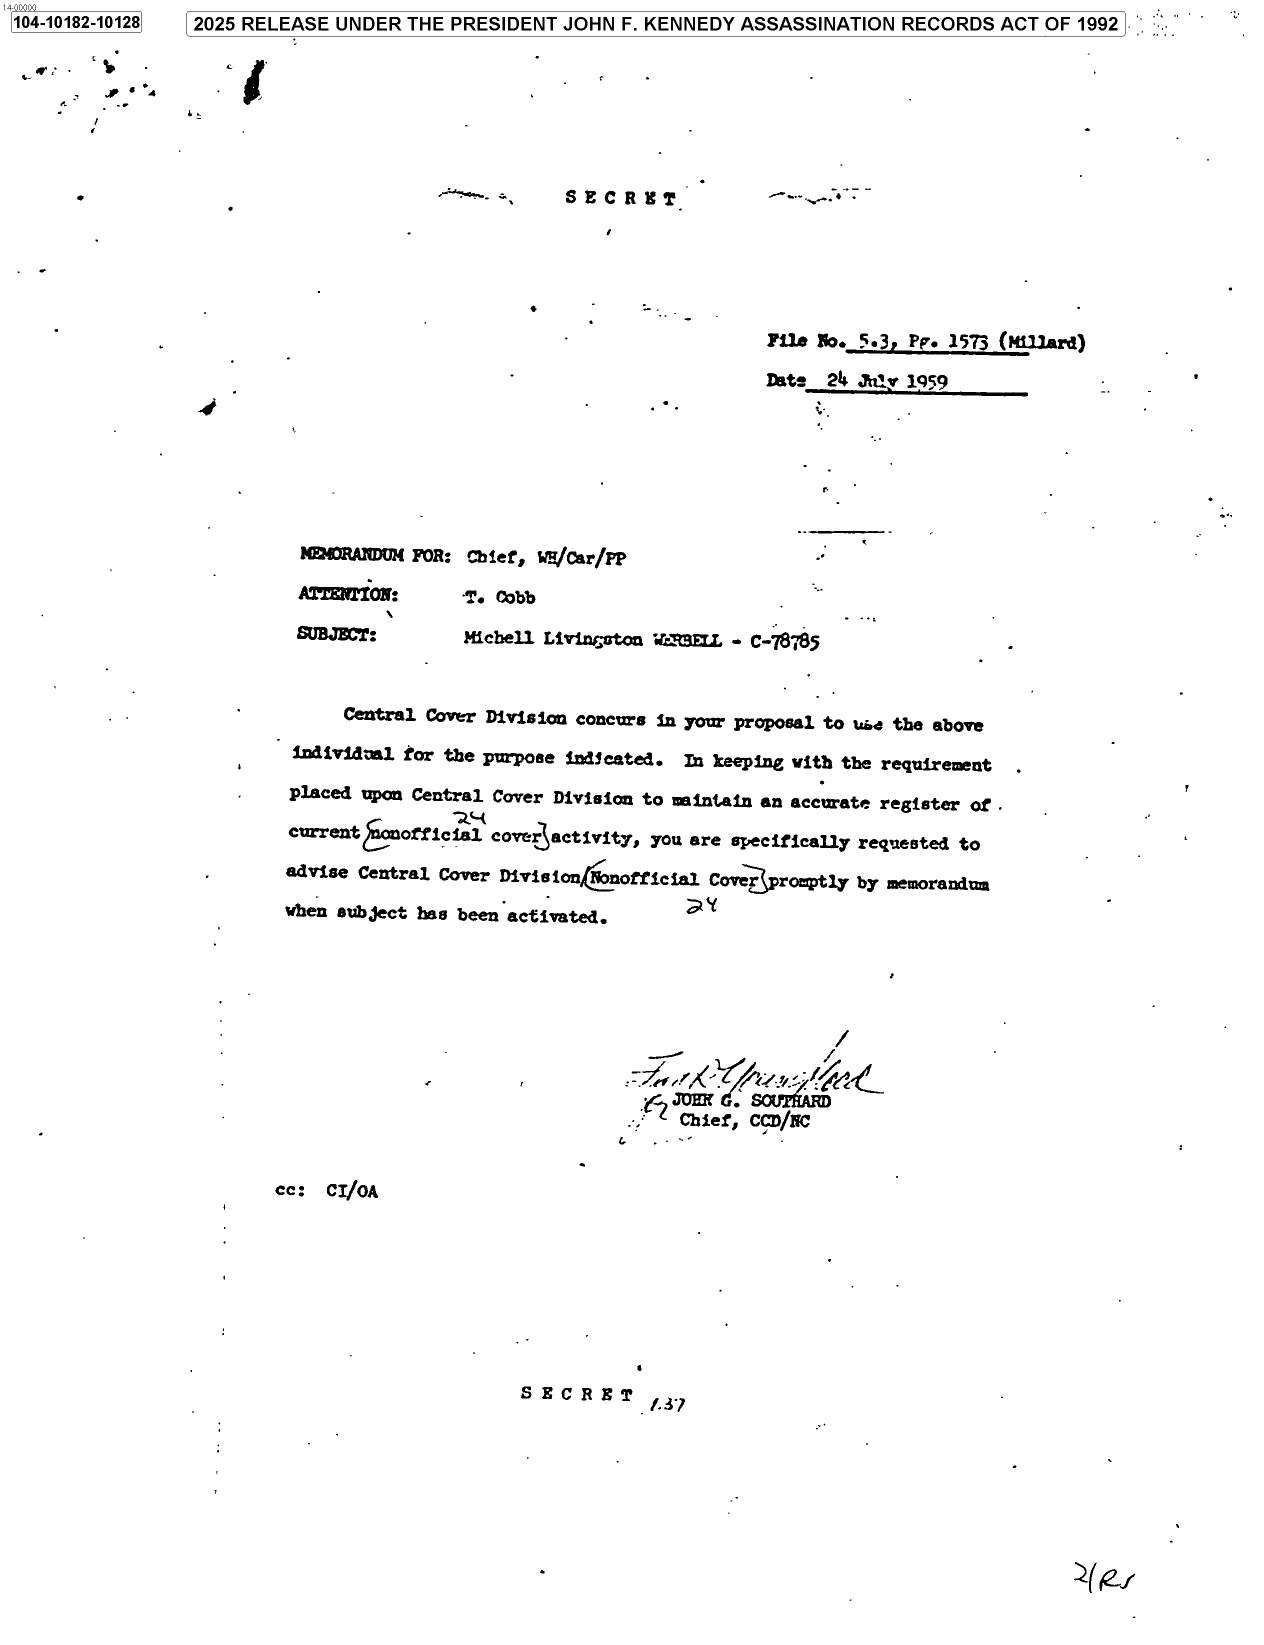 14-00000
104-10182-10128
2025 RELEASE UNDER THE PRESIDENT JOHN F. KENNEDY ASSASSINATION RECORDS ACT OF 1992
SECRET
File No. 5.3, Pr. 1573 (Millard)
Date 24 July 1959
MEMORANDUM FOR: Chief, WH/Car/PP
ATTENTION: T. Cobb
SUBJECT: Michell Livingston WERBELL - C-78785
Central Cover Division concurs in your proposal to use the above
individual for the purpose indicated. In keeping with the requirement
placed upon Central Cover Division to maintain an accurate register of
24
current nonofficial cover activity, you are specifically requested to
advise Central Cover Division/Nonofficial Cover promptly by memorandum
24
when subject has been activated.
JOHN G. SOUTHARD
Chief, CCD/NC
cc: CI/OA
SECRET
137